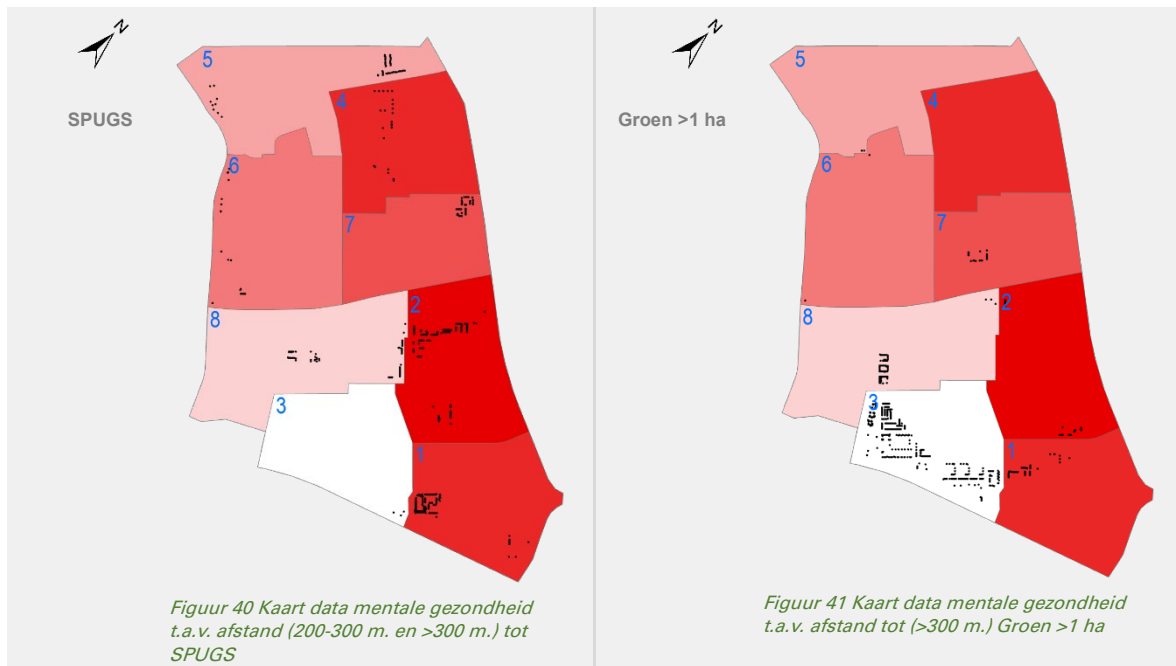 N
SPUGS
5
4
6
7
2
8
3
1
Figuur 40 Kaart data mentale gezondheid
t.a.v. afstand (200-300 m. en >300 m.) tot
SPUGS
N
Groen >1 ha
5
4
6
7
2
8
3
1
Figuur 41 Kaart data mentale gezondheid
t.a.v. afstand tot (>300 m.) Groen >1 ha